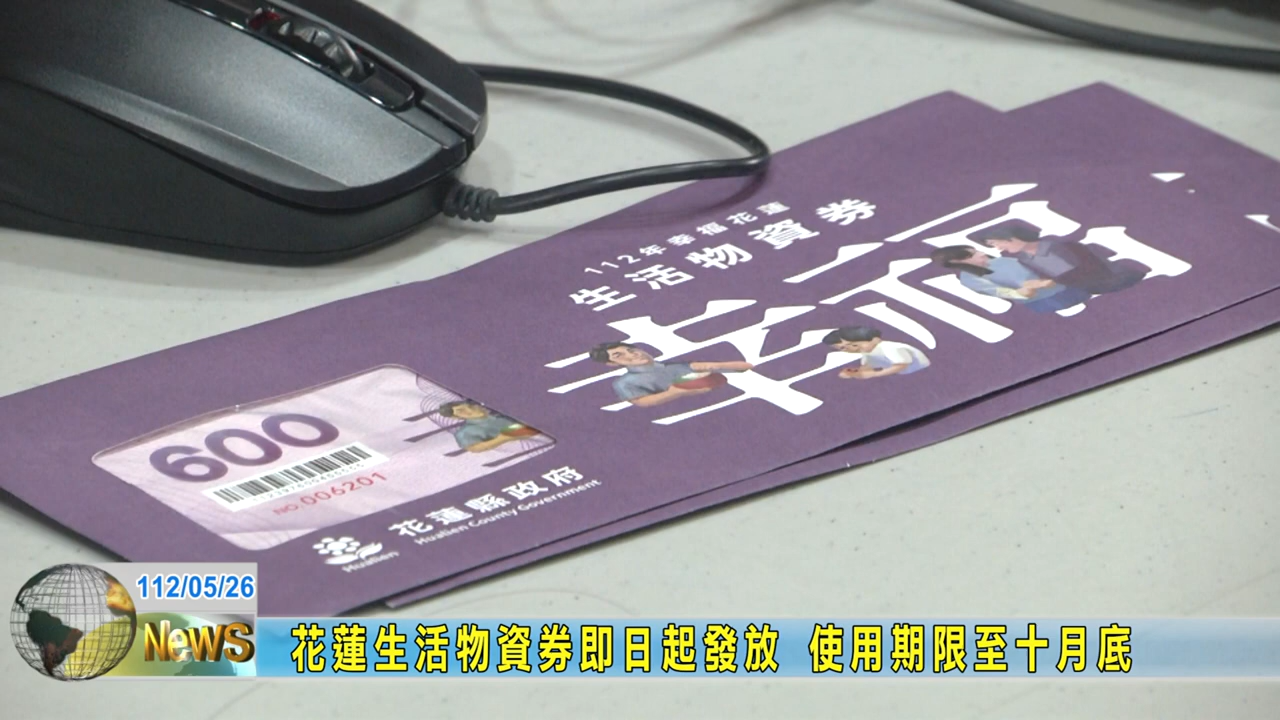 112年幸福花蓮
生活物資券
幸福
600
NO.006201
花蓮縣政府
Hualien County Government
Hualien
112/05/26
NewS
花蓮生活物資券即日起發放 使用期限至十月底